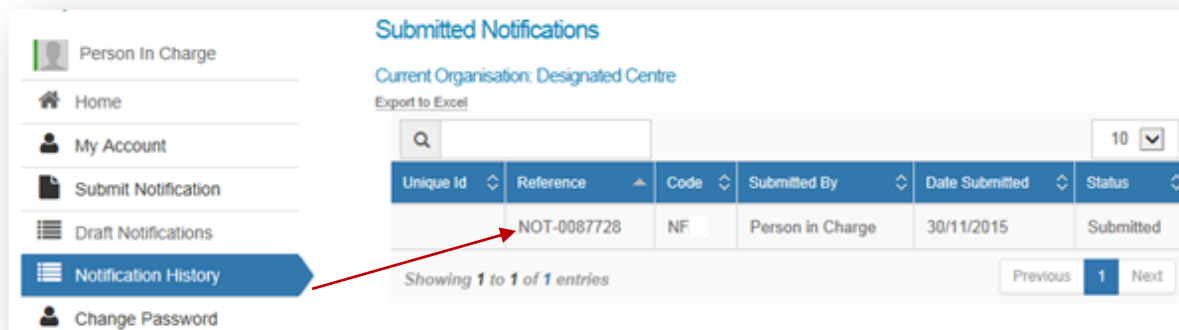 Person In Charge
Home
My Account
Submit Notification
Draft Notifications
Notification History
Change Password
Submitted Notifications
Current Organisation: Designated Centre
Export to Excel
10
Unique Id Reference Code Submitted By Date Submitted Status
NOT-0087728 NF Person in Charge 30/11/2015 Submitted
Showing 1 to 1 of 1 entries
Previous 1 Next